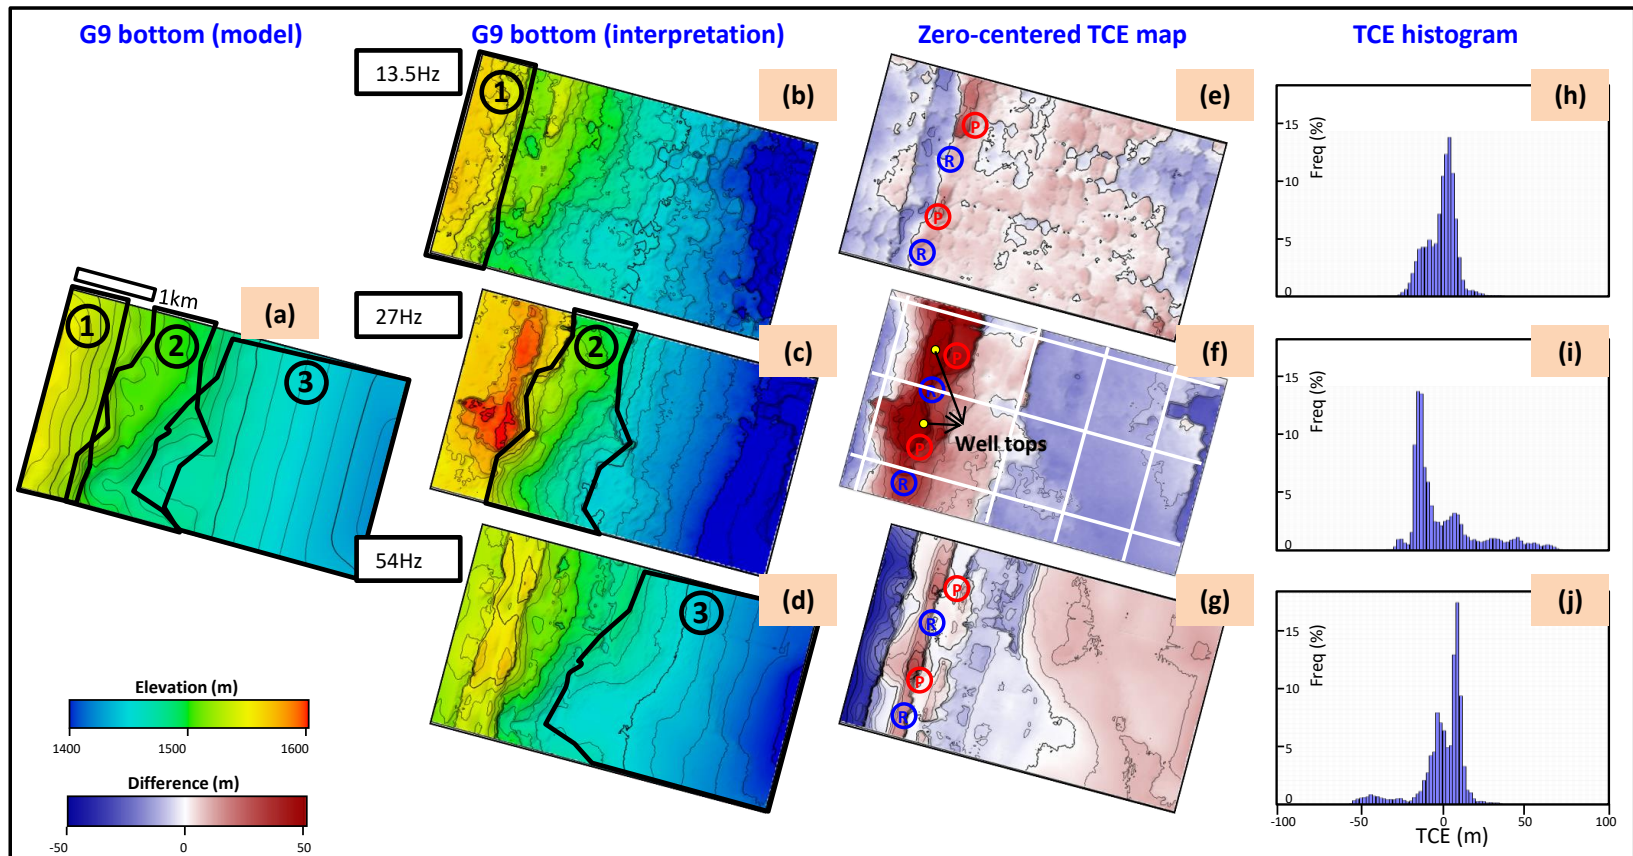 G9 bottom (model)
G9 bottom (interpretation)
Zero-centered TCE map
TCE histogram
13.5Hz
1
(b)
P
R
P
R
(e)
(h)
Freq (%)
15
10
5
0
1km
(a)
1
2
3
27Hz
2
(c)
P
R
P
R
Well tops
(f)
(i)
Freq (%)
15
10
5
0
54Hz
3
(d)
P
R
P
R
(g)
(j)
Freq (%)
15
10
5
0
-100 -50 0 50 100
TCE (m)
Elevation (m)
1400 1500 1600
Difference (m)
-50 0 50